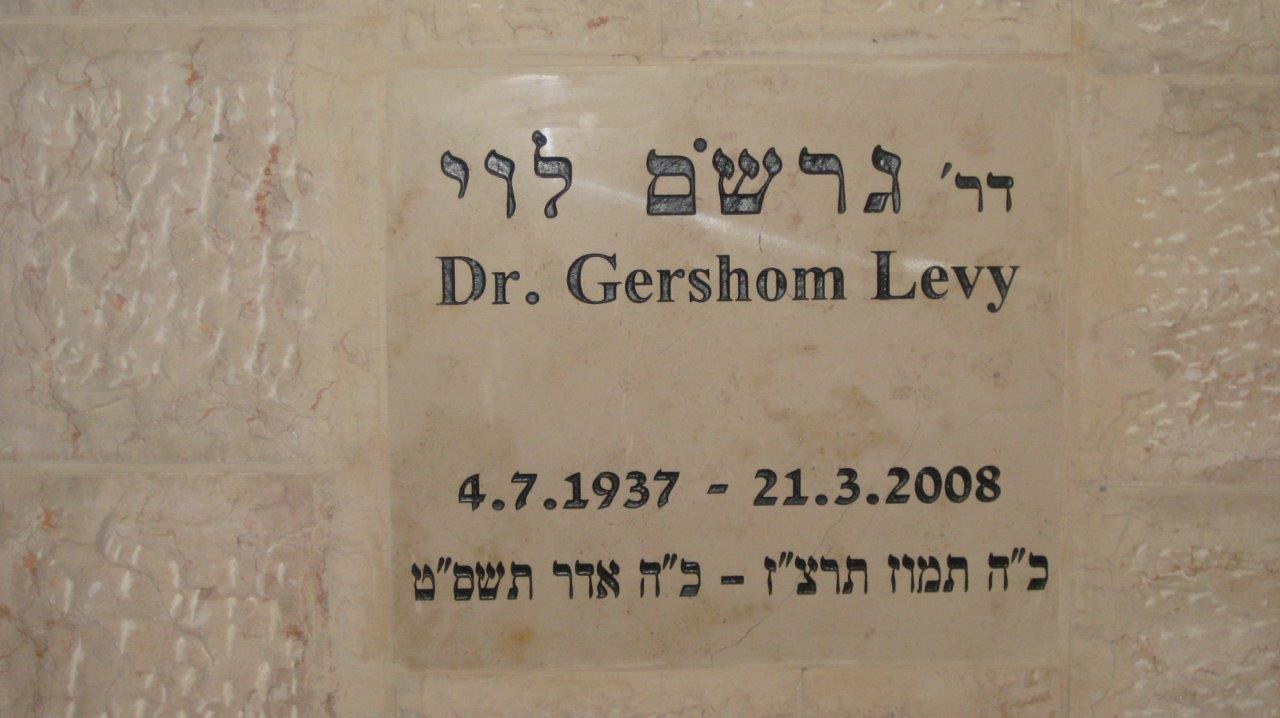 דר׳ גרשֹם לוי
Dr. Gershom Levy
4.7.1937 - 21.3.2008
כ״ה תמוז תרצ״ז – כ״ה אדר תשס״ט